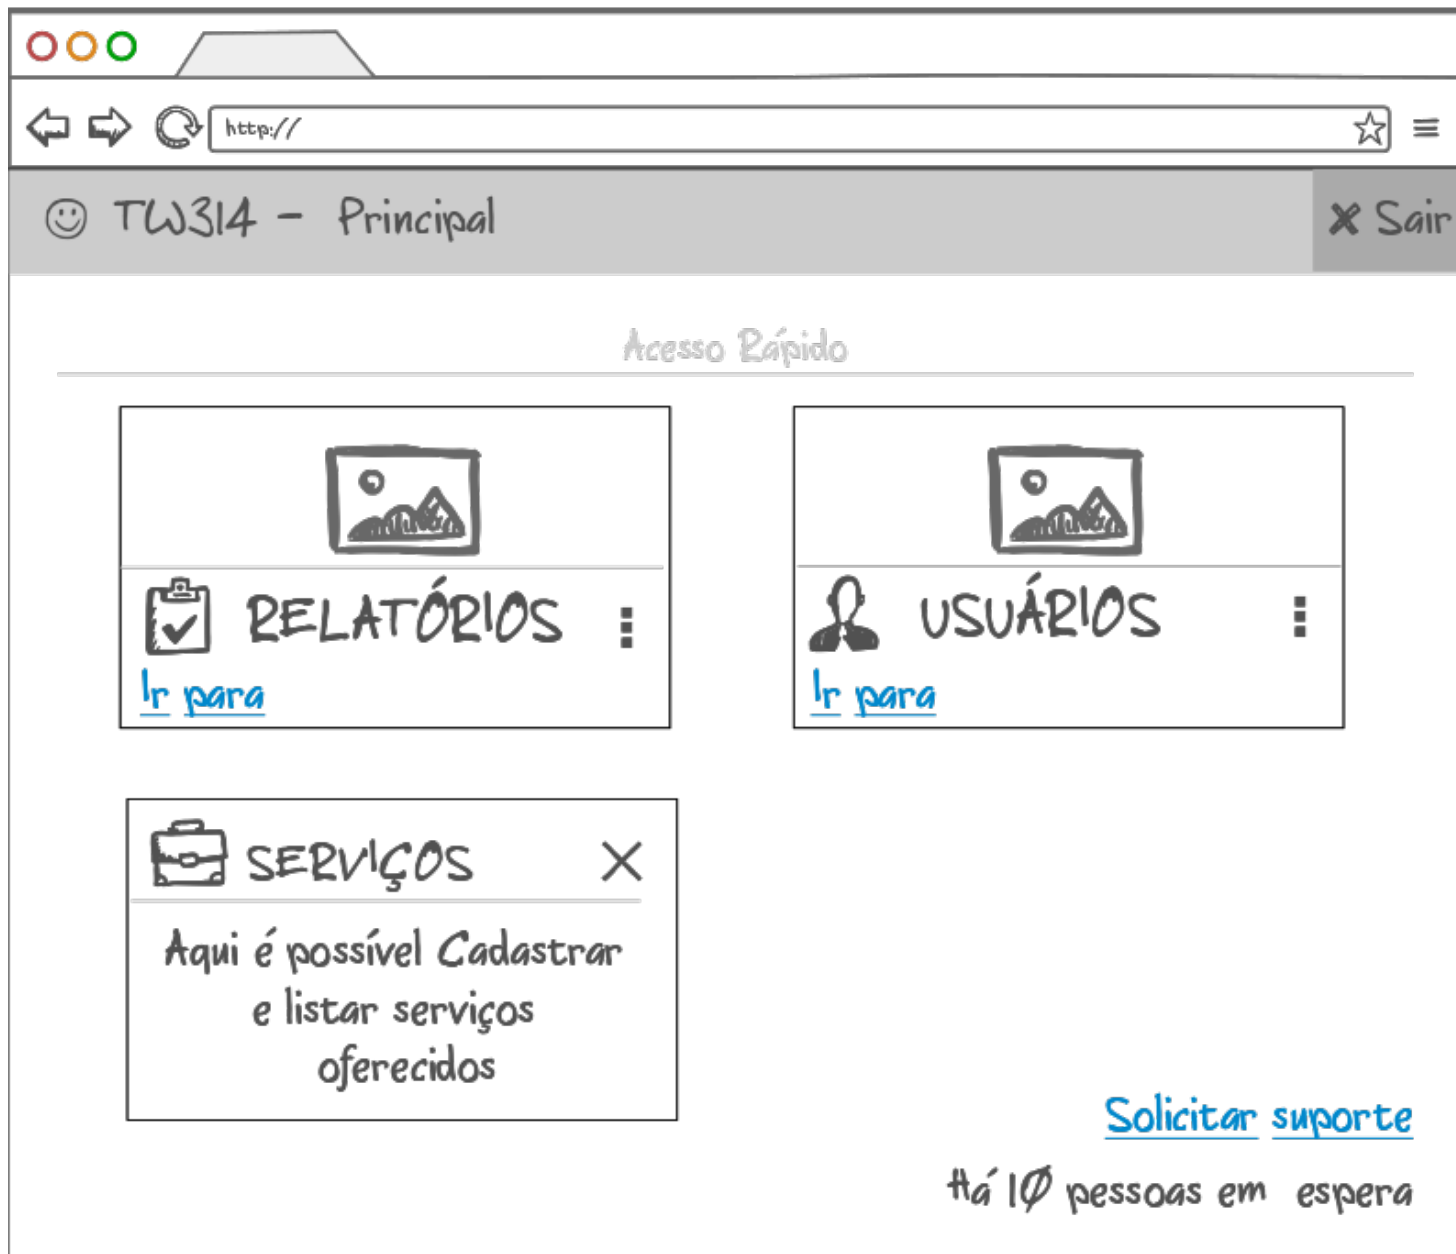 http://
TW314 - Principal
Sair
Acesso Rápido
RELATÓRIOS
Ir para
USUÁRIOS
Ir para
SERVIÇOS
Aqui é possível Cadastrar
e listar serviços
oferecidos
Solicitar suporte
Há 10 pessoas em espera